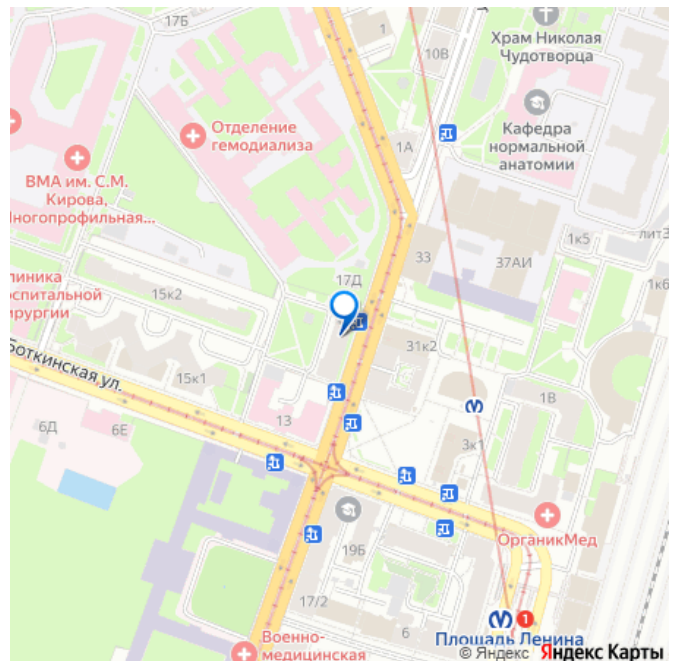 17Б
1
10В
Храм Николая
Чудотворца
Отделение
гемодиализа
1А
Кафедра
нормальной
анатомии
ВМА им. С.М.
Кирова,
Многопрофильная...
33
37АИ
1к5
лит3
1к6
17Д
линика
оспитальной
ирургии
15к2
31к2
Боткинская ул.
15к1
13
1В
3к1
6Д
6Е
ОрганикМед
19Б
17/2
6
1
Площадь Ленина
Военно-
медицинская
© Яндекс Яндекс Карты